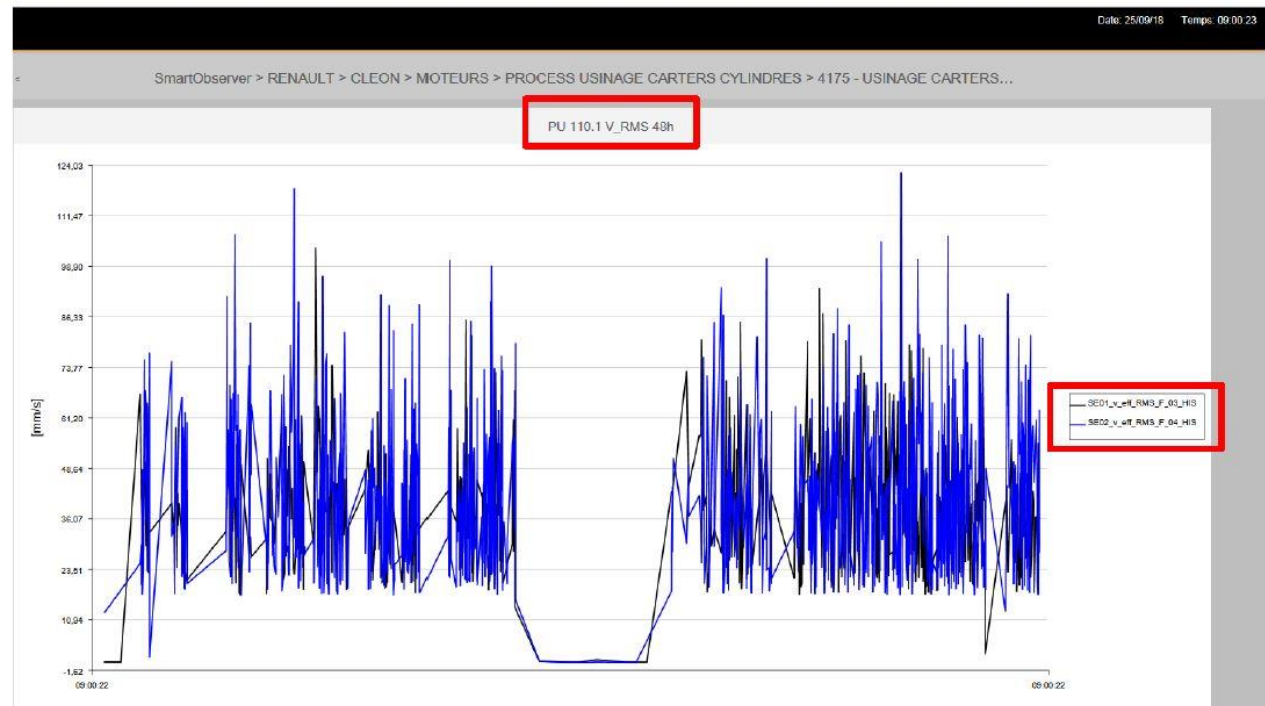 Date: 25/09/18 Temps: 09:00:23
< SmartObserver > RENAULT > CLEON > MOTEURS > PROCESS USINAGE CARTERS CYLINDRES > 4175 - USINAGE CARTERS...
PU 110.1 V_RMS 48h
124,03
111,47
98,90
86,33
73,77
61,20
48,64
36,07
23,51
10,94
-1,62
[mm/s]
09:00:22
09:00:22
SE01_v_eff_RMS_F_03_HIS
SE02_v_eff_RMS_F_04_HIS